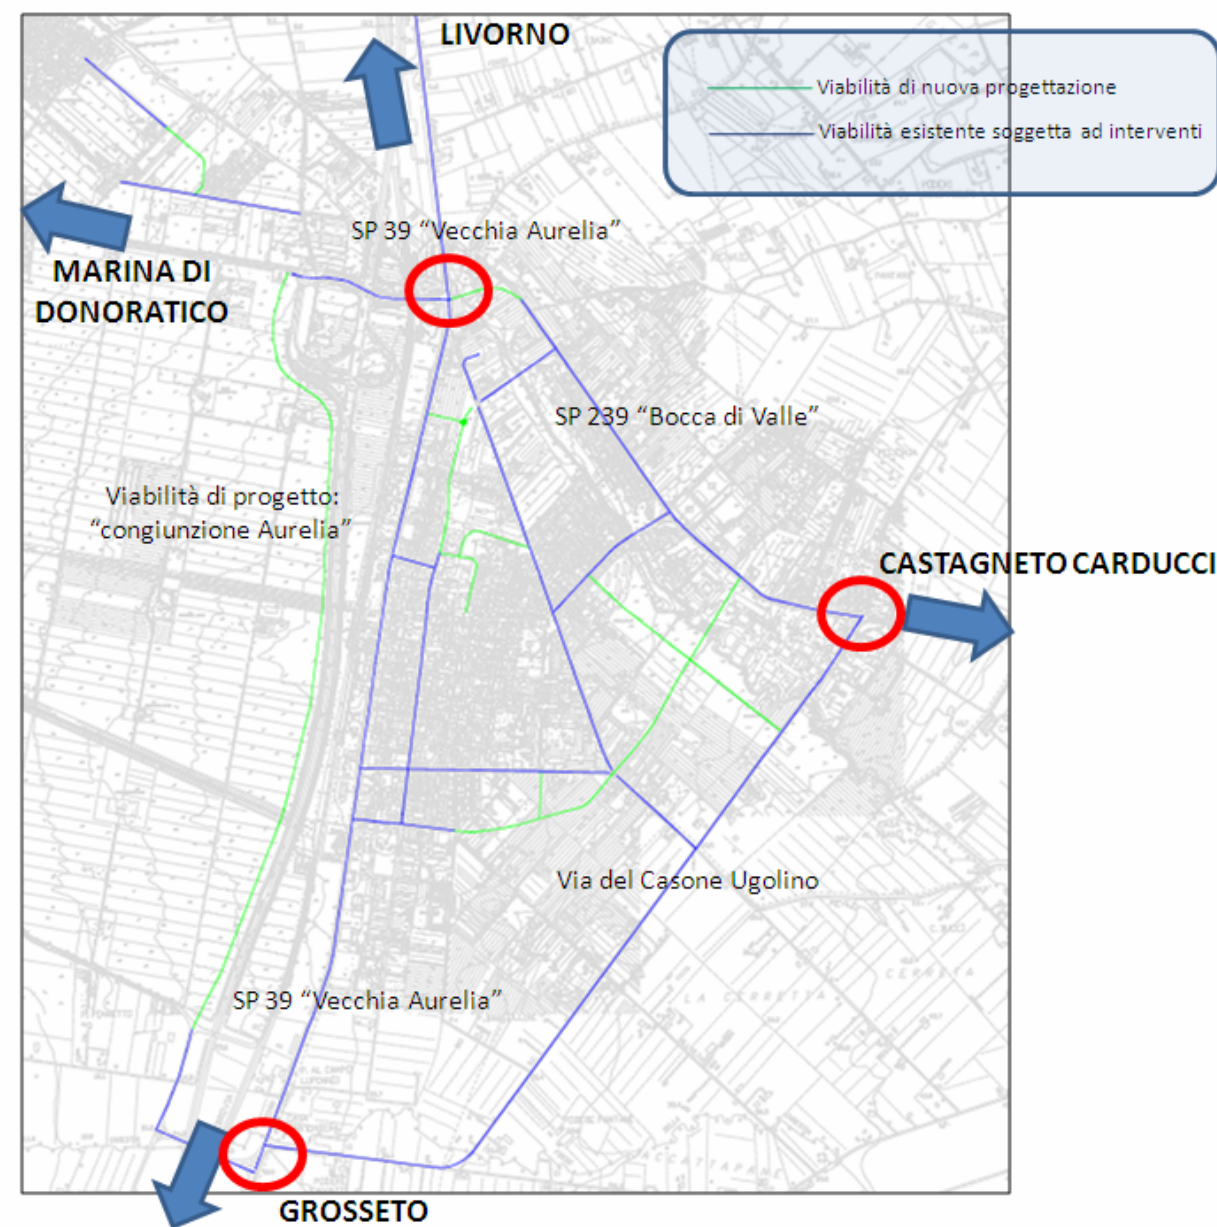 LIVORNO
Viabilità di nuova progettazione
Viabilità esistente soggetta ad interventi
SP 39 “Vecchia Aurelia”
MARINA DI
DONORATICO
SP 239 “Bocca di Valle”
Viabilità di progetto:
“congiunzione Aurelia”
CASTAGNETO CARDUCCI
Via del Casone Ugolino
SP 39 “Vecchia Aurelia”
GROSSETO